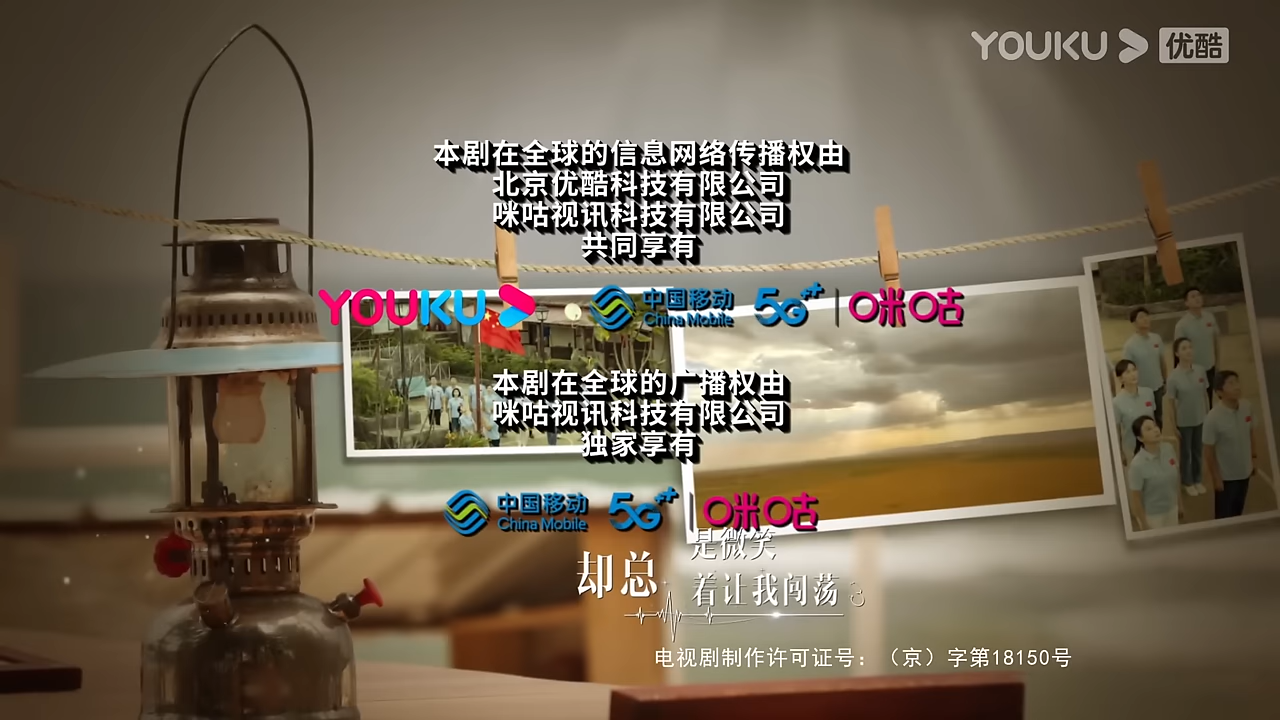 YOUKU 优酷
本剧在全球的信息网络传播权由
北京优酷科技有限公司
咪咕视讯科技有限公司
共同享有
YOUKU 中国移动 China Mobile 5G++ 咪咕
本剧在全球的广播权由
咪咕视讯科技有限公司
独家享有
中国移动 China Mobile 5G++ 咪咕
却总是微笑
着让我闯荡
电视剧制作许可证号：（京）字第18150号